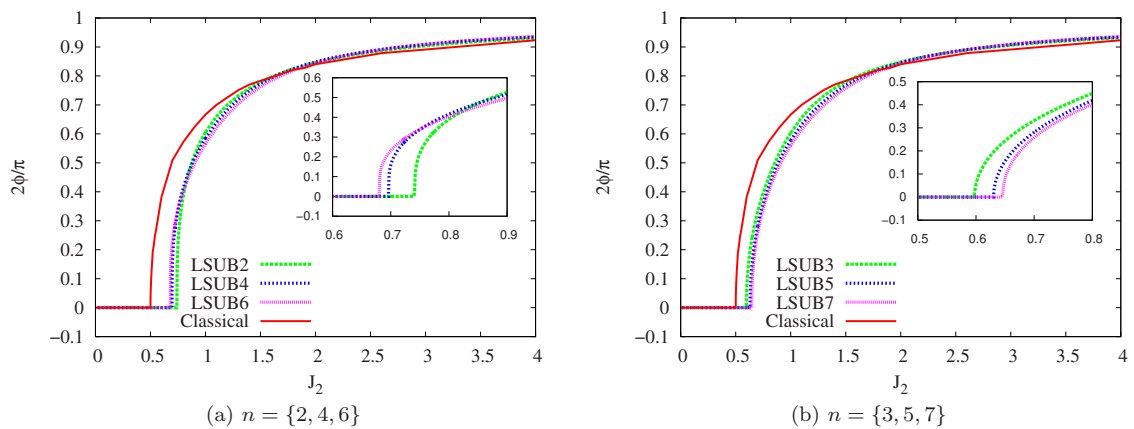 1
0.9
0.8
0.7
0.6
0.5
0.4
0.3
0.2
0.1
0
−0.1
2ϕ/π
0 0.5 1 1.5 2 2.5 3 3.5 4
J2
0.6
0.5
0.4
0.3
0.2
0.1
0
−0.1
0.6 0.7 0.8 0.9
LSUB2
LSUB4
LSUB6
Classical
(a) n = {2, 4, 6}
1
0.9
0.8
0.7
0.6
0.5
0.4
0.3
0.2
0.1
0
−0.1
2ϕ/π
0 0.5 1 1.5 2 2.5 3 3.5 4
J2
0.5
0.4
0.3
0.2
0.1
0
−0.1
0.5 0.6 0.7 0.8
LSUB3
LSUB5
LSUB7
Classical
(b) n = {3, 5, 7}